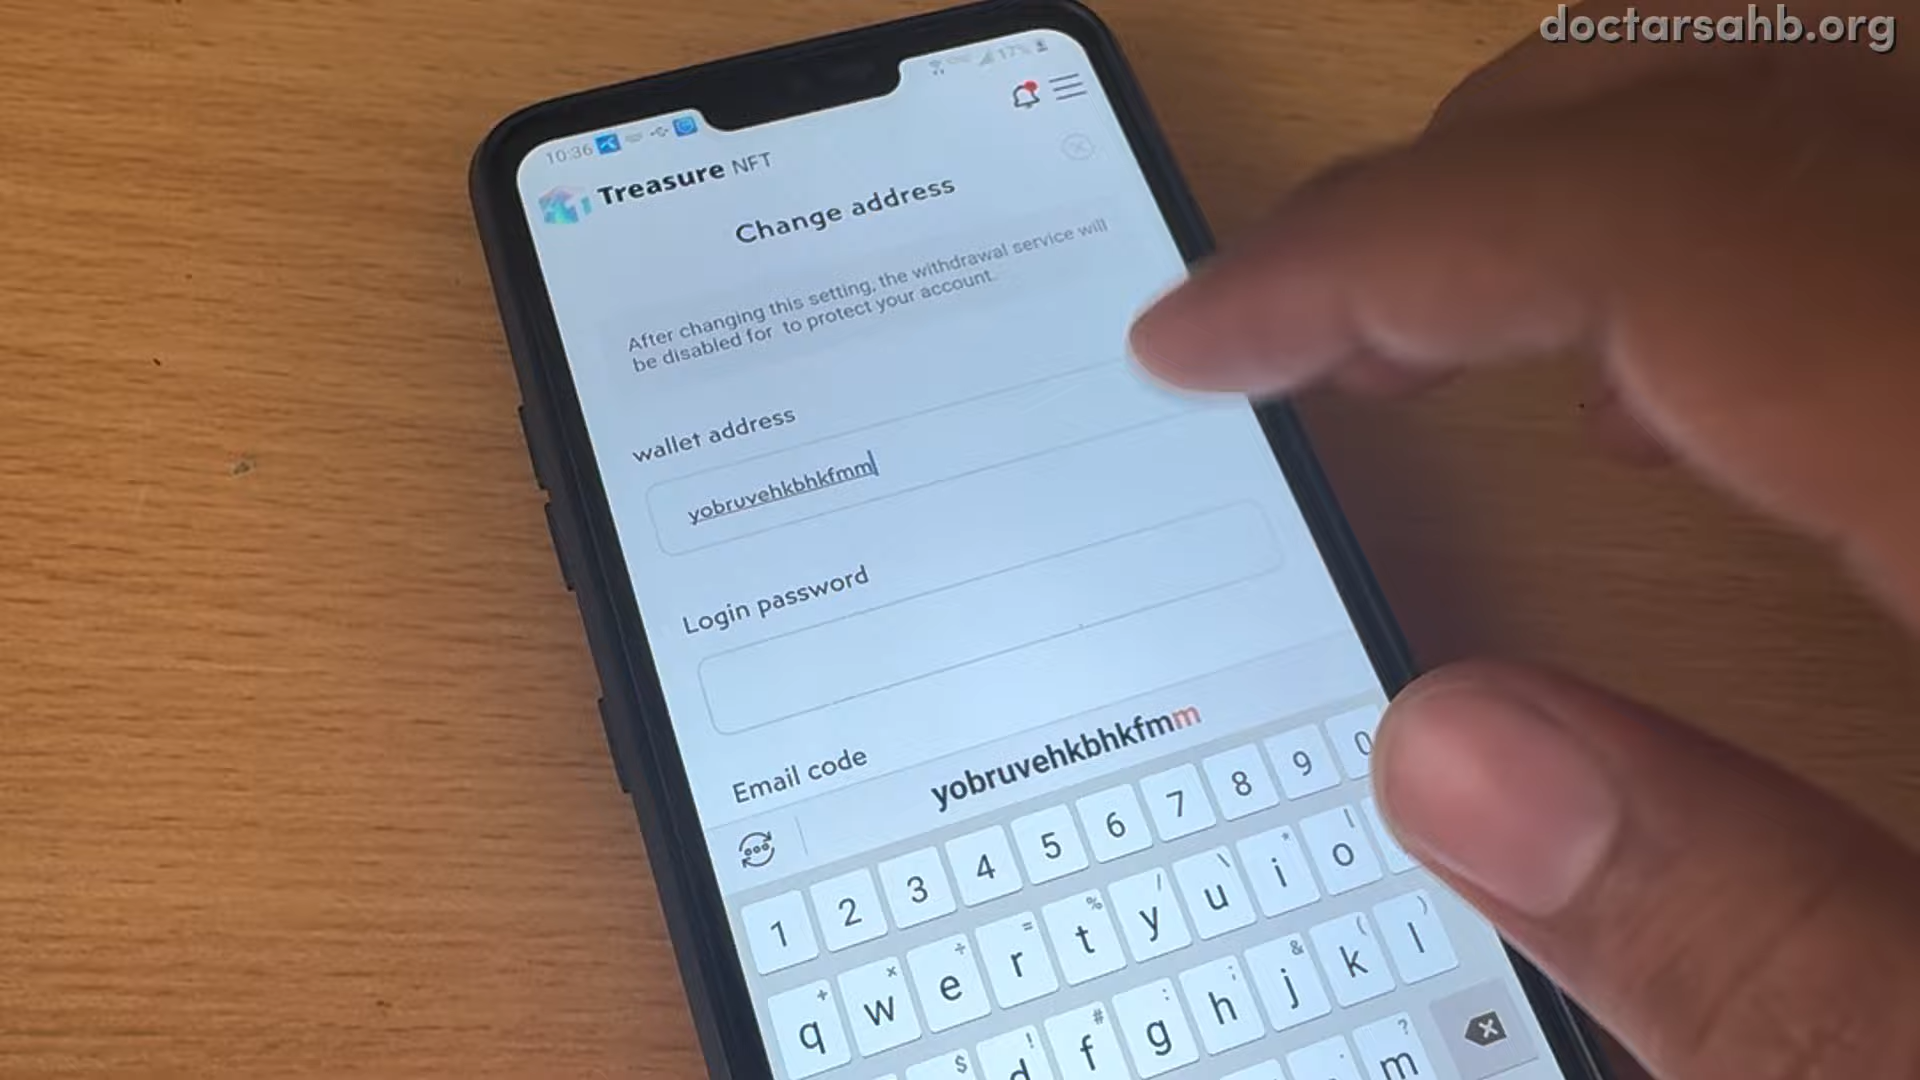 doctarsahb.org
10:36
17%
Treasure NFT
Change address
After changing this setting, the withdrawal service will
be disabled for to protect your account.
wallet address
yobruvehkbhkfmm
Login password
Email code
yobruvehkbhkfmm
1 2 3 4 5 6 7 8 9 0
q w e r t y u i o
d f g h j k l
m